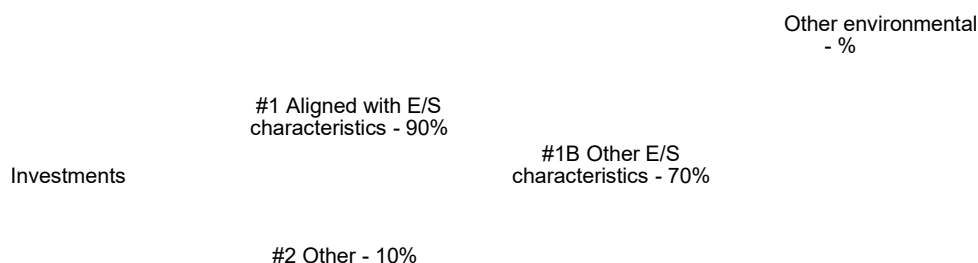 Other environmental
- %
#1 Aligned with E/S
characteristics - 90%
#1B Other E/S
characteristics - 70%
Investments
#2 Other - 10%